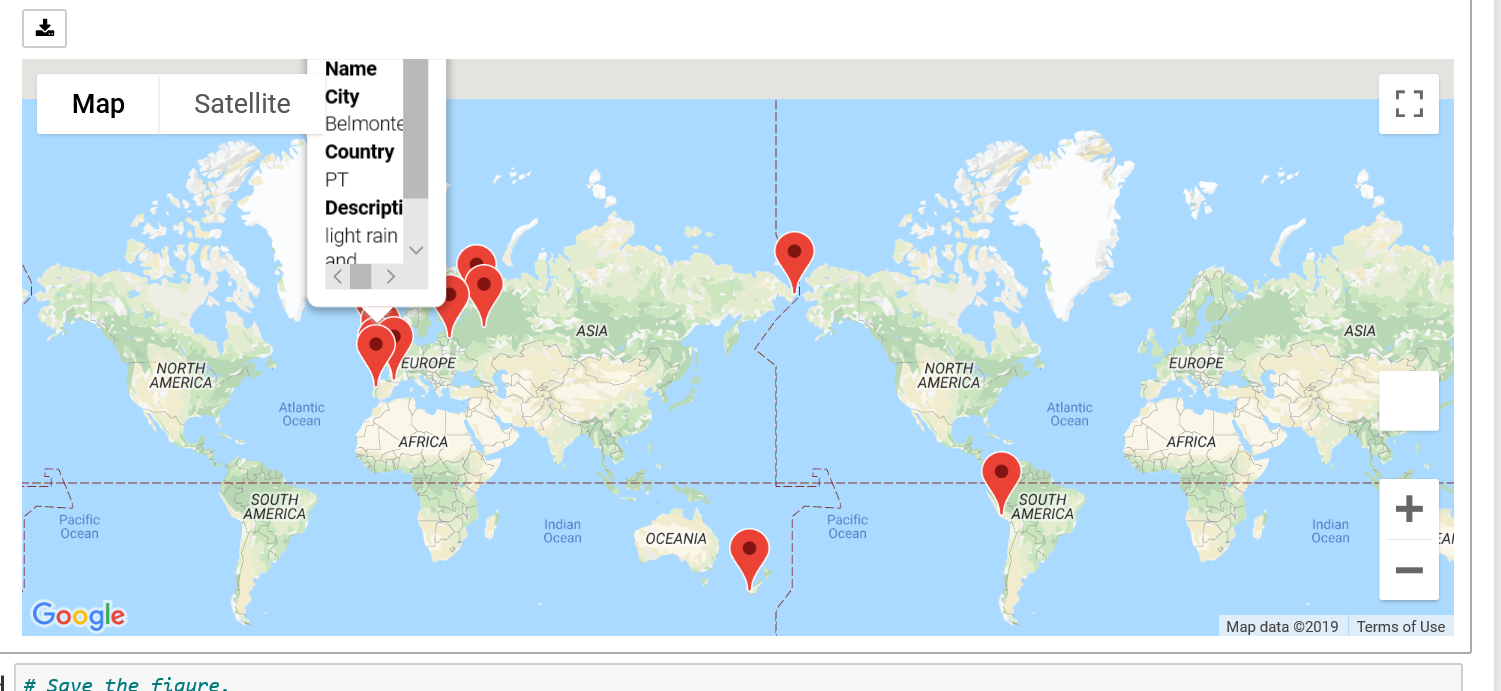 Name
Map
Satellite
City
Belmonte
Country
PT
Descripti
light rain
and
ASIA
ASIA
EUROPE
EUROPE
NORTH
AMERICA
NORTH
AMERICA
Atlantic
Ocean
Atlantic
Ocean
AFRICA
AFRICA
SOUTH
AMERICA
SOUTH
AMERICA
Pacific
Ocean
Indian
Ocean
OCEANIA
Pacific
Ocean
Indian
Ocean
Google
Map data ©2019
Terms of Use
# Save the figure.